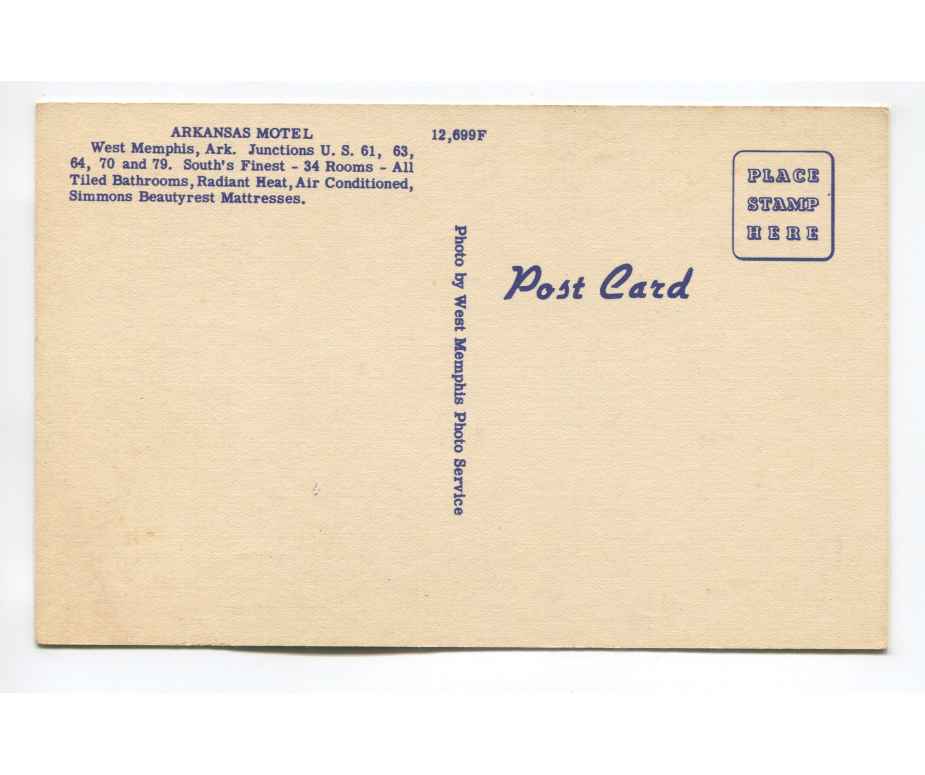 ARKANSAS MOTEL
West Memphis, Ark. Junctions U. S. 61, 63,
64, 70 and 79. South's Finest - 34 Rooms - All
Tiled Bathrooms, Radiant Heat, Air Conditioned,
Simmons Beautyrest Mattresses.
12,699F
Photo by West Memphis Photo Service
Post Card
PLACE
STAMP
HERE